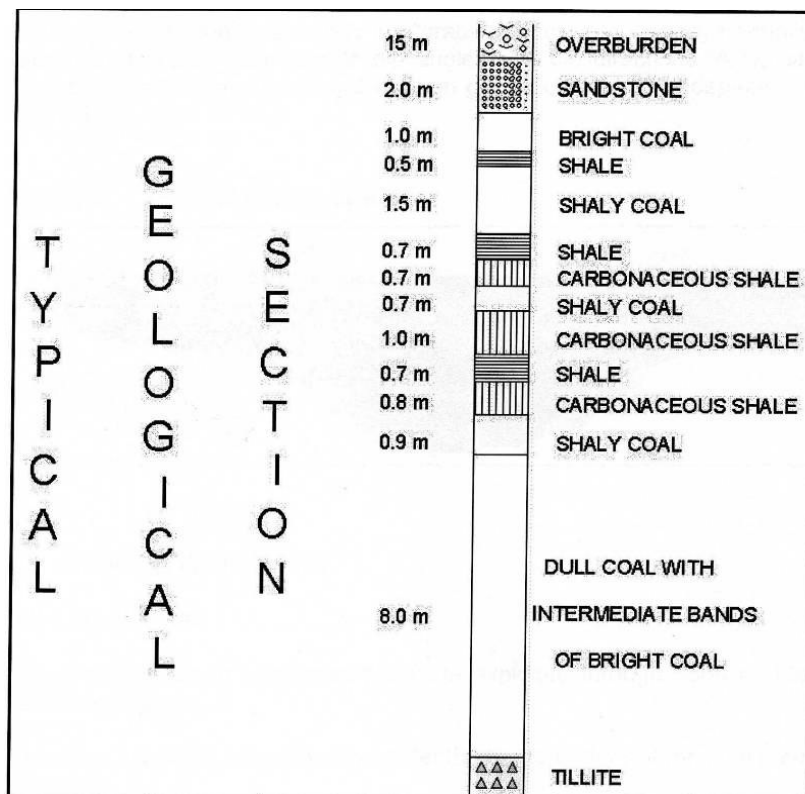 TYPICAL
GEOLOGICAL
SECTION
15 m OVERBURDEN
2.0 m SANDSTONE
1.0 m BRIGHT COAL
0.5 m SHALE
1.5 m SHALY COAL
0.7 m SHALE
0.7 m CARBONACEOUS SHALE
0.7 m SHALY COAL
1.0 m CARBONACEOUS SHALE
0.7 m SHALE
0.8 m CARBONACEOUS SHALE
0.9 m SHALY COAL
DULL COAL WITH
8.0 m INTERMEDIATE BANDS
OF BRIGHT COAL
TILLITE